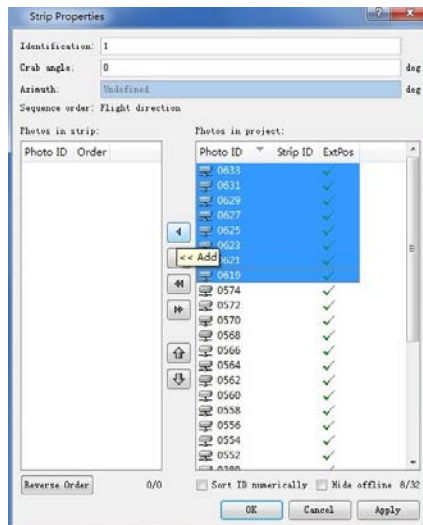 Strip Properties
Identification: 1
Crab angle: 0 deg
Azimuth: Undefined deg
Sequence order: Flight direction
Photos in strip: Photos in project:
Photo ID Order Photo ID Strip ID ExtPos
0633
0631
0629
0627
0625
0623
<< Add 0621
0619
0574
0572
0570
0568
0566
0564
0562
0560
0558
0556
0554
0552
Reverse Order 0/0 Sort ID numerically Hide offline 8/32
OK Cancel Apply